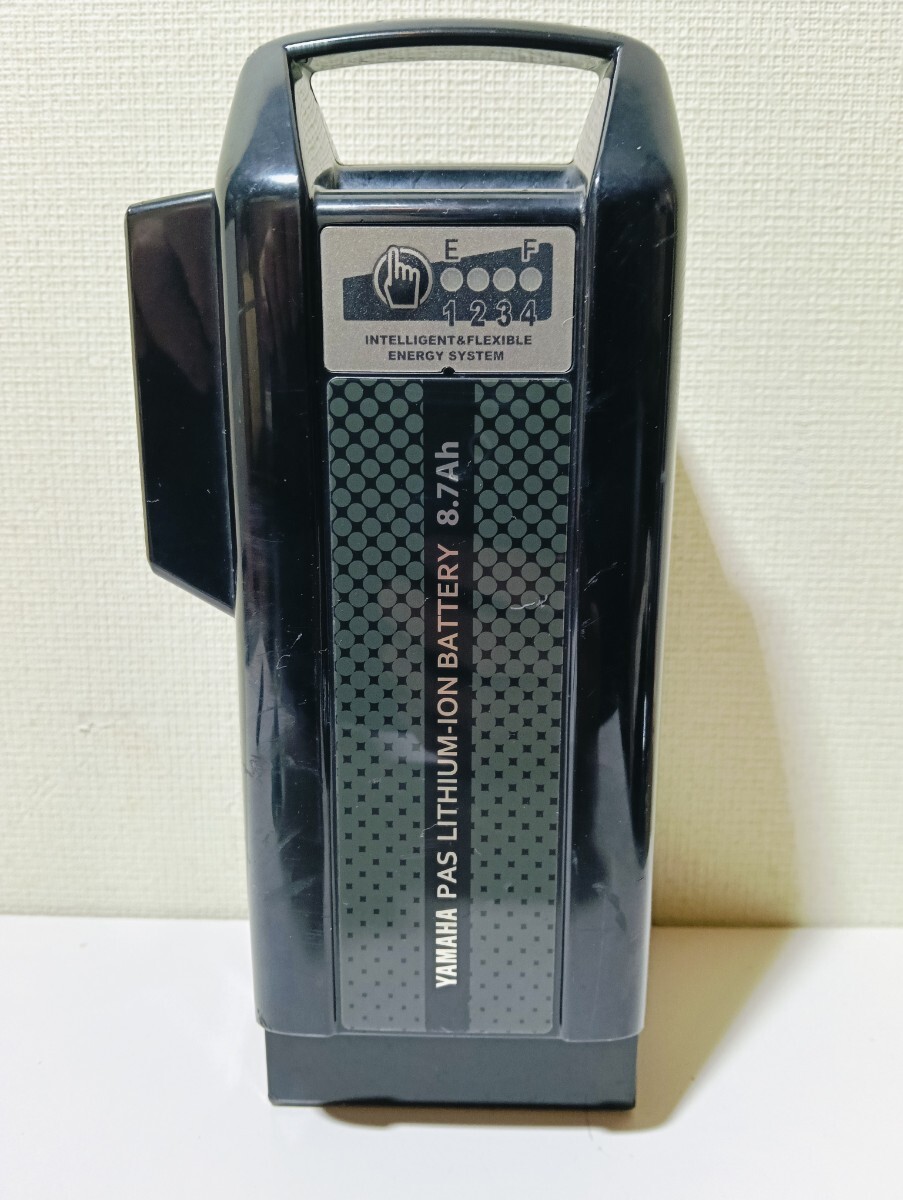 E F
1 2 3 4
INTELLIGENT&FLEXIBLE
ENERGY SYSTEM
YAMAHA PAS LITHIUM-ION BATTERY 8.7Ah